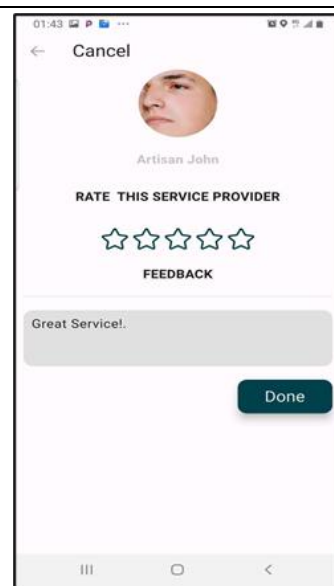 01:43
Cancel
Artisan John
RATE THIS SERVICE PROVIDER
FEEDBACK
Great Service!.
Done